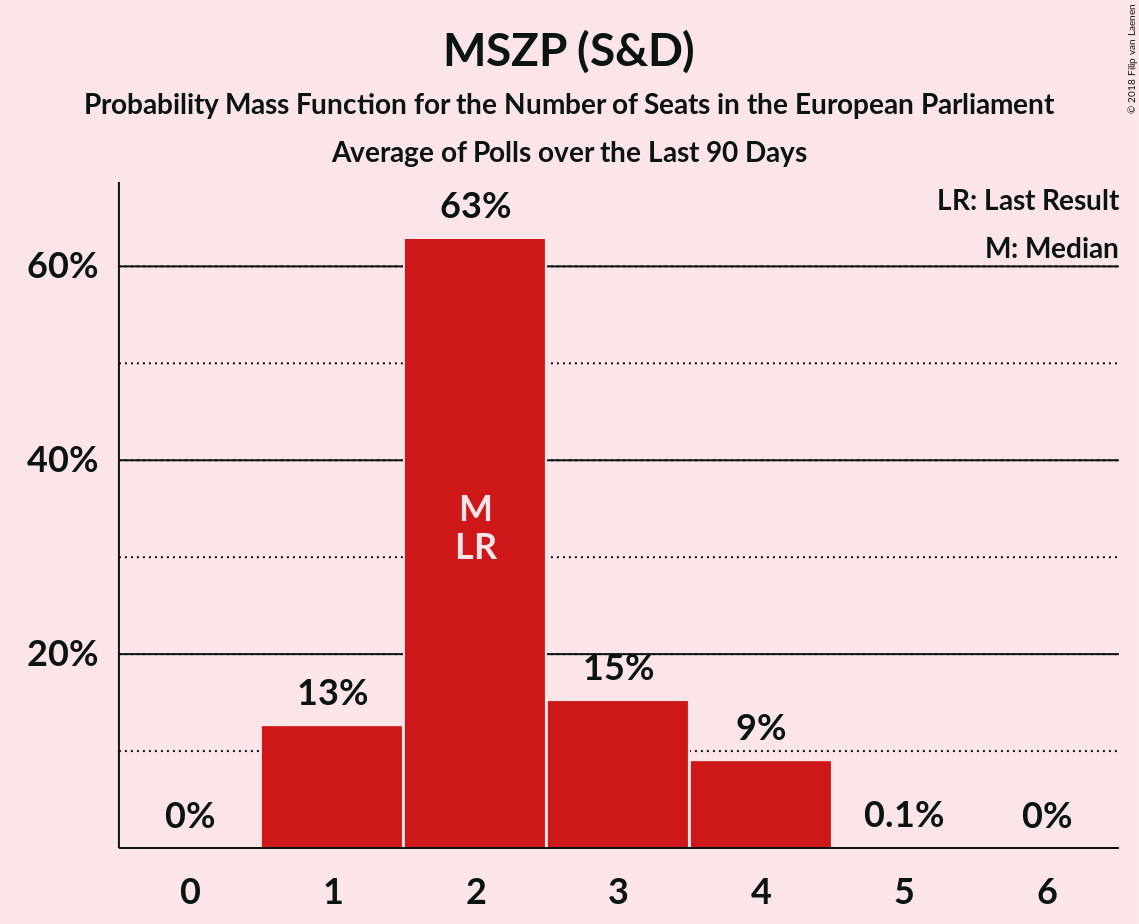 MSZP (S&D)
Probability Mass Function for the Number of Seats in the European Parliament
Average of Polls over the Last 90 Days
© 2018 Filip van Laenen
LR: Last Result
M: Median
63%
60%
40%
M
LR
20%
15%
13%
9%
0%
0.1%
0%
0 1 2 3 4 5 6